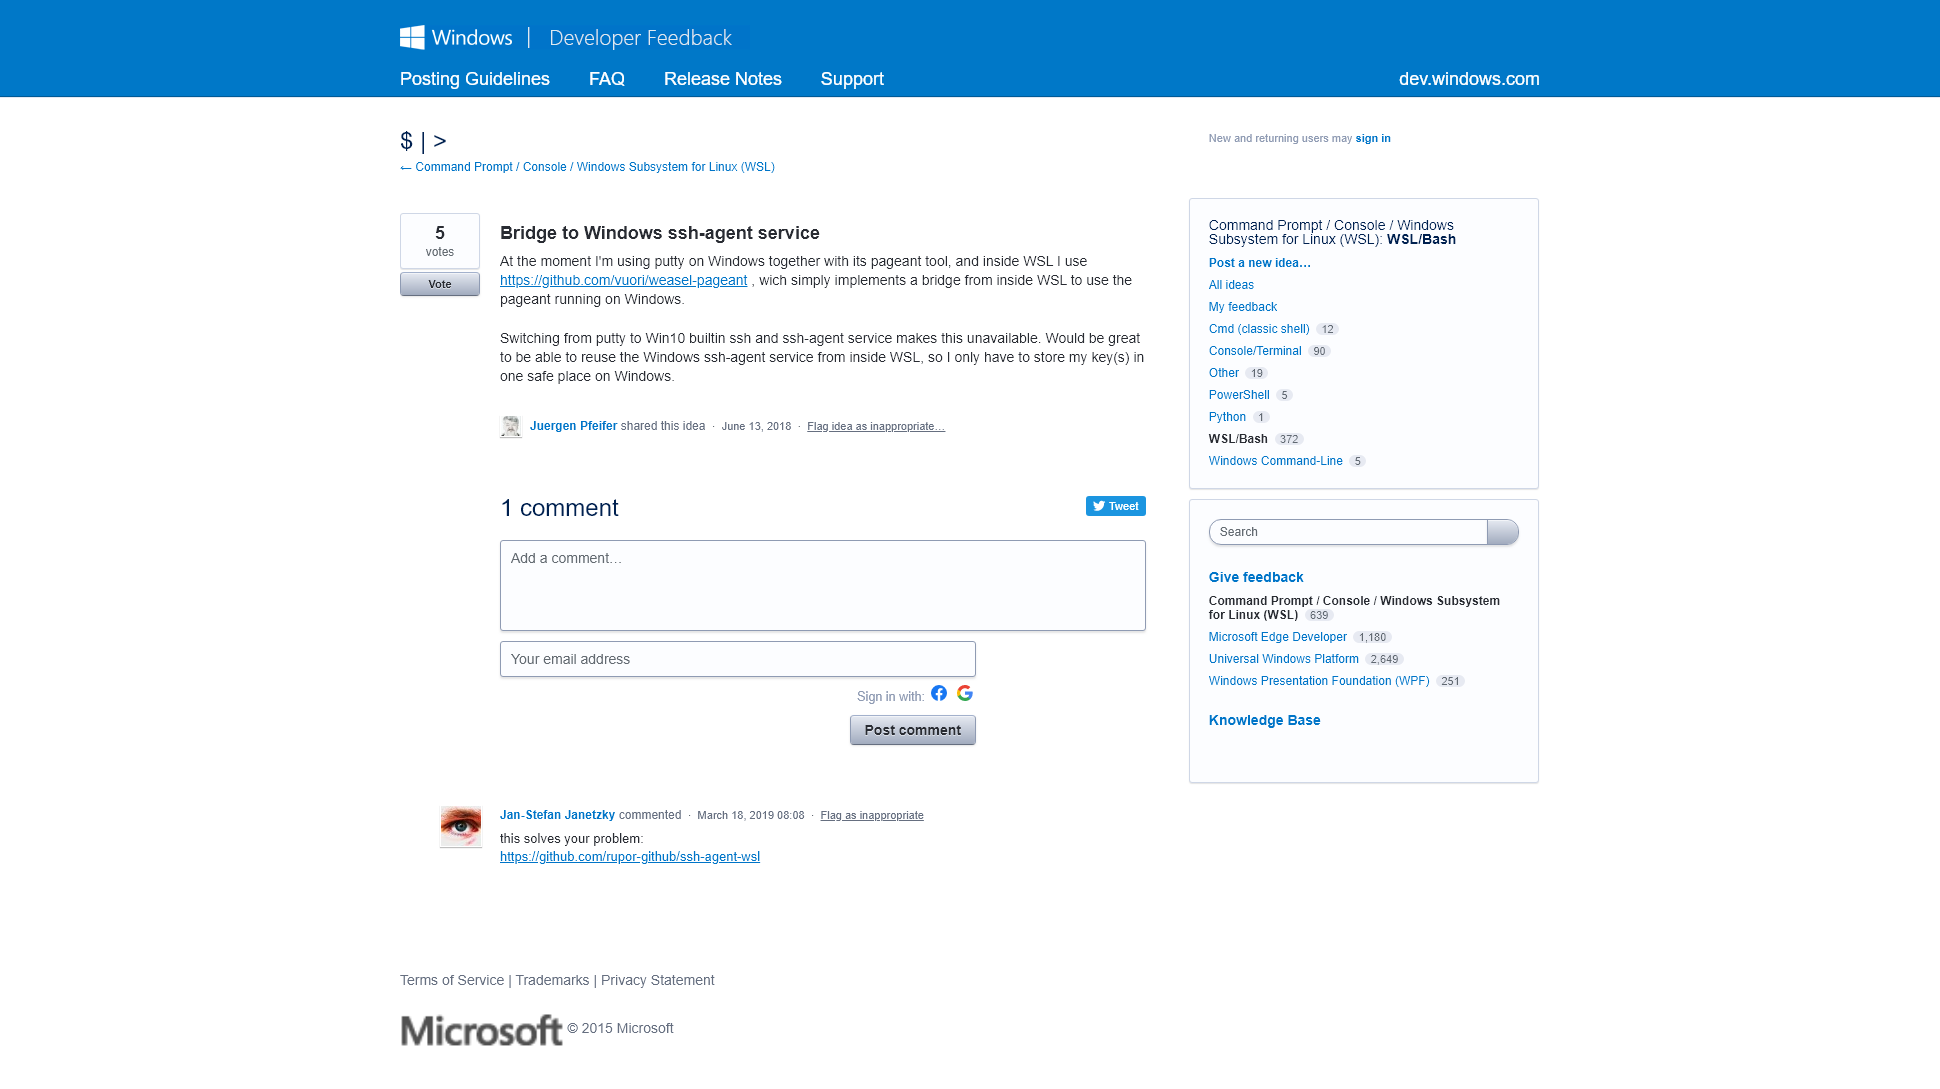 Windows | Developer Feedback
Posting Guidelines FAQ Release Notes Support dev.windows.com
$ | >
← Command Prompt / Console / Windows Subsystem for Linux (WSL)
New and returning users may sign in
5
votes
Vote
Bridge to Windows ssh-agent service
At the moment I'm using putty on Windows together with its pageant tool, and inside WSL I use
https://github.com/vuori/weasel-pageant , wich simply implements a bridge from inside WSL to use the
pageant running on Windows.
Switching from putty to Win10 builtin ssh and ssh-agent service makes this unavailable. Would be great
to be able to reuse the Windows ssh-agent service from inside WSL, so I only have to store my key(s) in
one safe place on Windows.
Juergen Pfeifer shared this idea · June 13, 2018 · Flag idea as inappropriate…
1 comment
Tweet
Add a comment…
Your email address
Sign in with:
Post comment
Jan-Stefan Janetzky commented · March 18, 2019 08:08 · Flag as inappropriate
this solves your problem:
https://github.com/rupor-github/ssh-agent-wsl
Command Prompt / Console / Windows
Subsystem for Linux (WSL): WSL/Bash
Post a new idea…
All ideas
My feedback
Cmd (classic shell) 12
Console/Terminal 90
Other 19
PowerShell 5
Python 1
WSL/Bash 372
Windows Command-Line 5
Search
Give feedback
Command Prompt / Console / Windows Subsystem
for Linux (WSL) 639
Microsoft Edge Developer 1,180
Universal Windows Platform 2,649
Windows Presentation Foundation (WPF) 251
Knowledge Base
Terms of Service | Trademarks | Privacy Statement
Microsoft © 2015 Microsoft